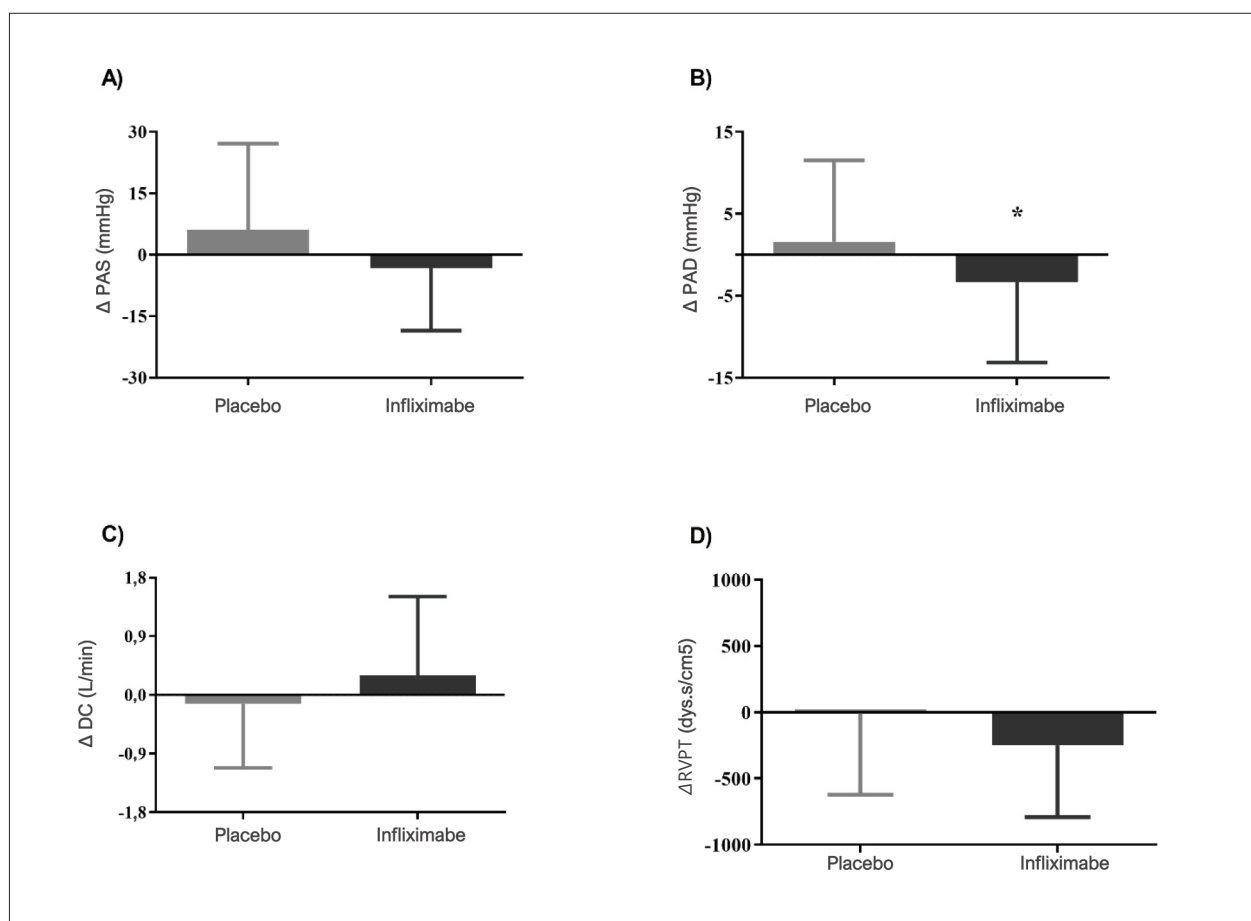 A)
Δ PAS (mmHg)
30
15
0
-15
-30
Placebo
Infliximabe
B)
Δ PAD (mmHg)
15
5
-5
-15
*
Placebo
Infliximabe
C)
Δ DC (L/min)
1,8
0,9
0,0
-0,9
-1,8
Placebo
Infliximabe
D)
ΔRVPT (dys.s/cm5)
1000
500
0
-500
-1000
Placebo
Infliximabe